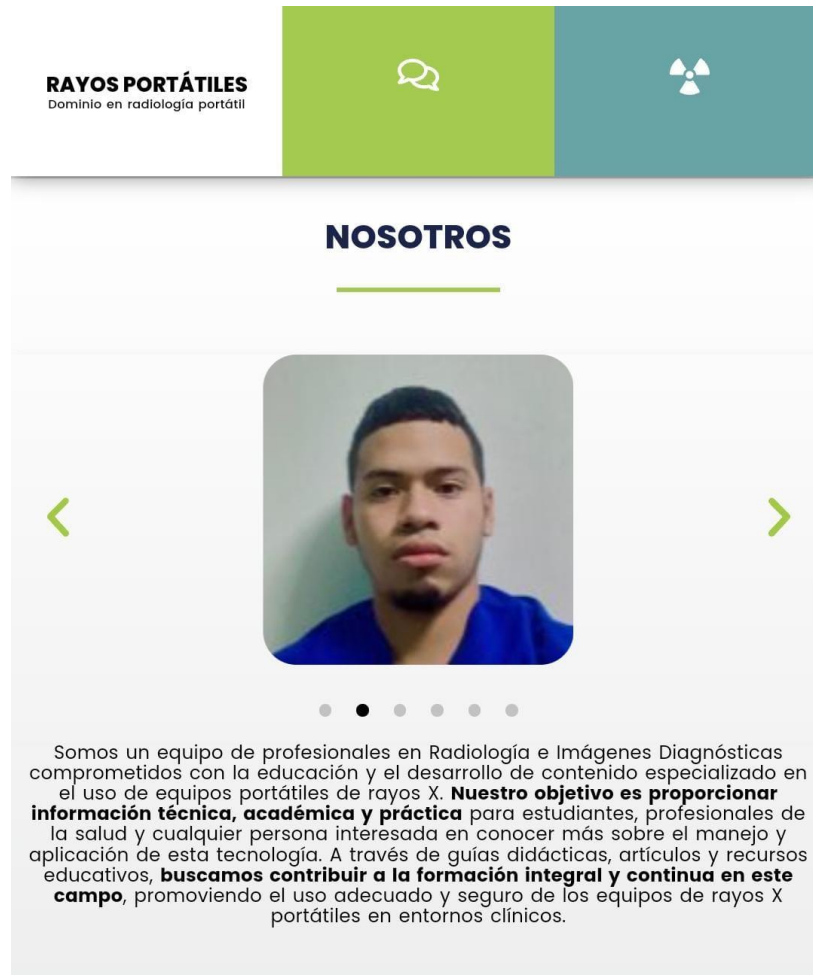 RAYOS PORTÁTILES
Dominio en radiología portátil
NOSOTROS
Somos un equipo de profesionales en Radiología e Imágenes Diagnósticas
comprometidos con la educación y el desarrollo de contenido especializado en
el uso de equipos portátiles de rayos X. Nuestro objetivo es proporcionar
información técnica, académica y práctica para estudiantes, profesionales de
la salud y cualquier persona interesada en conocer más sobre el manejo y
aplicación de esta tecnología. A través de guías didácticas, artículos y recursos
educativos, buscamos contribuir a la formación integral y continua en este
campo, promoviendo el uso adecuado y seguro de los equipos de rayos X
portátiles en entornos clínicos.